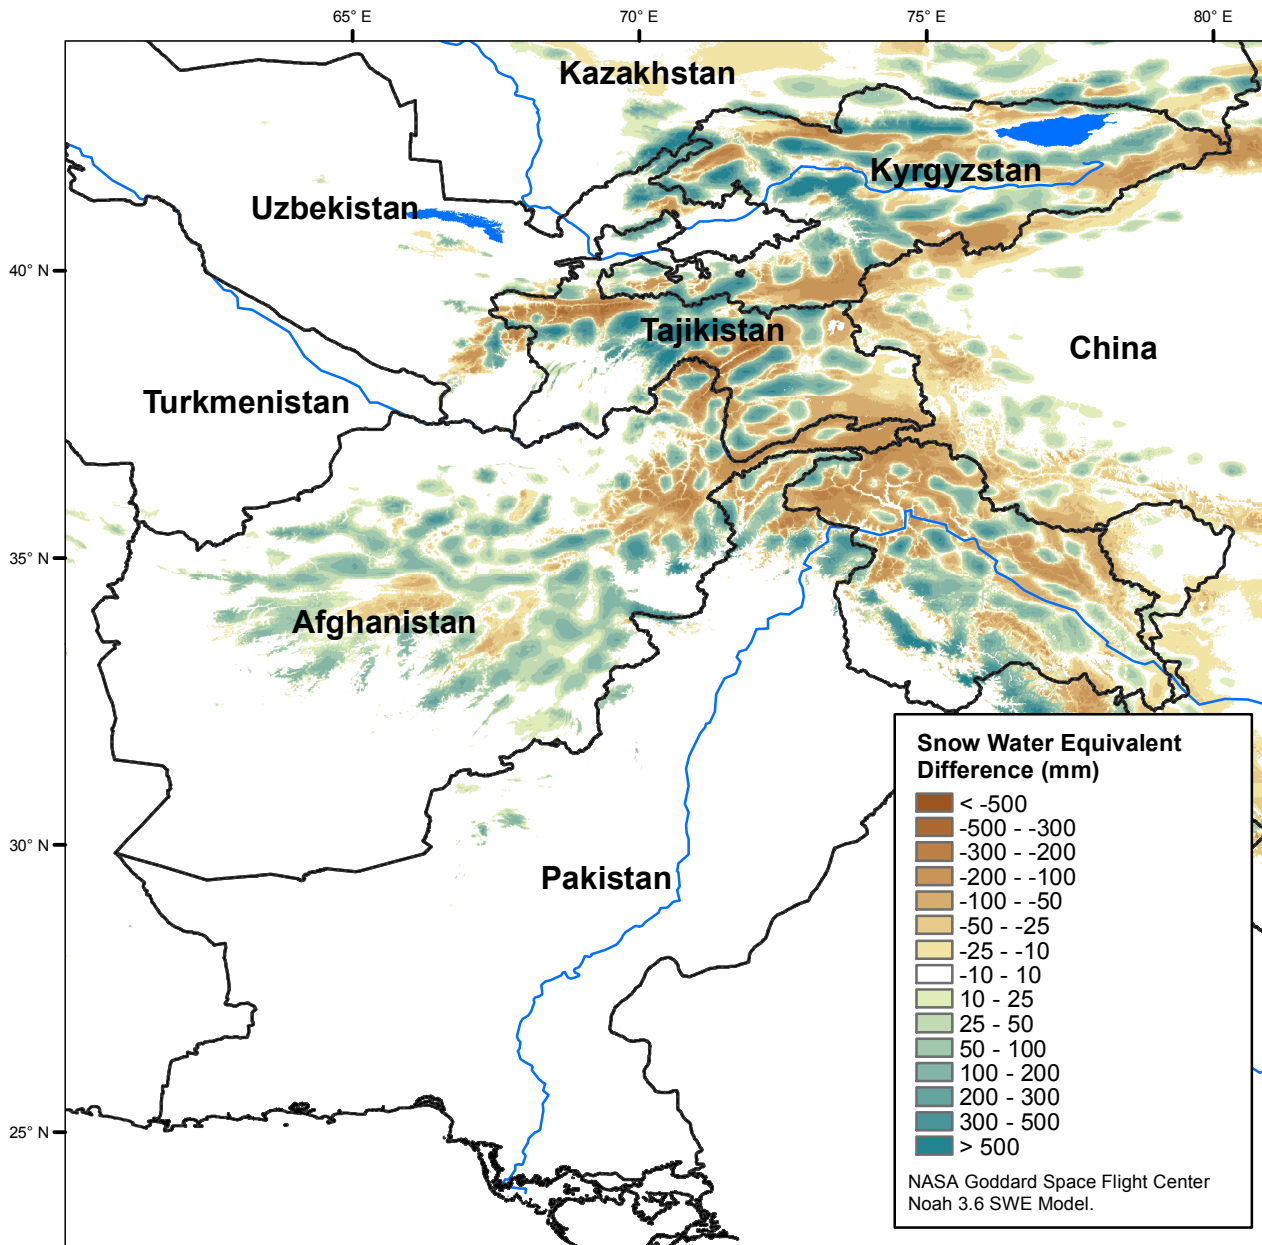 65° E
70° E
75° E
80° E
Kazakhstan
Kyrgyzstan
Uzbekistan
40° N
Tajikistan
China
Turkmenistan
35° N
Afghanistan
30° N
Pakistan
25° N
Snow Water Equivalent
Difference (mm)
< -500
-500 - -300
-300 - -200
-200 - -100
-100 - -50
-50 - -25
-25 - -10
-10 - 10
10 - 25
25 - 50
50 - 100
100 - 200
200 - 300
300 - 500
> 500
NASA Goddard Space Flight Center
Noah 3.6 SWE Model.